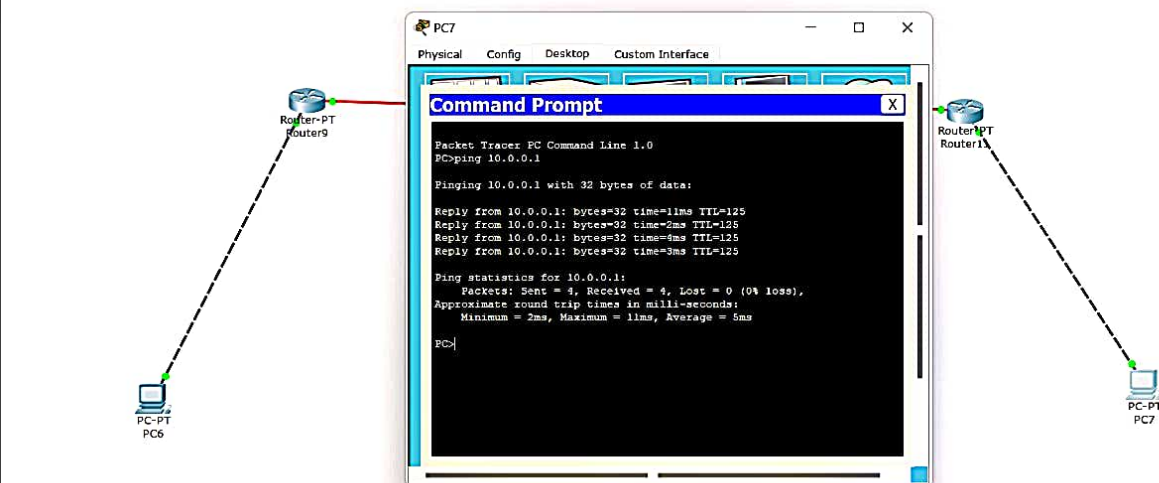 PC7
Physical Config Desktop Custom Interface
Command Prompt X
Packet Tracer PC Command Line 1.0
PC>ping 10.0.0.1
Pinging 10.0.0.1 with 32 bytes of data:
Reply from 10.0.0.1: bytes=32 time=11ms TTL=125
Reply from 10.0.0.1: bytes=32 time=2ms TTL=125
Reply from 10.0.0.1: bytes=32 time=4ms TTL=125
Reply from 10.0.0.1: bytes=32 time=3ms TTL=125
Ping statistics for 10.0.0.1:
Packets: Sent = 4, Received = 4, Lost = 0 (0% loss),
Approximate round trip times in milli-seconds:
Minimum = 2ms, Maximum = 11ms, Average = 5ms
PC>
Router-PT
Router9
Router-PT
PC-PT
PC6
PC-PT
PC7